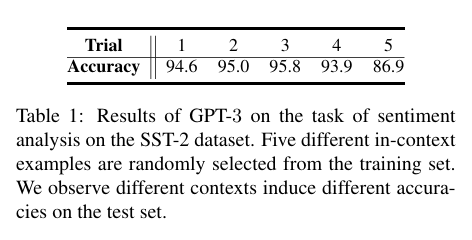 Trial 1 2 3 4 5
Accuracy 94.6 95.0 95.8 93.9 86.9
Table 1: Results of GPT-3 on the task of sentiment
analysis on the SST-2 dataset. Five different in-context
examples are randomly selected from the training set.
We observe different contexts induce different accura-
cies on the test set.